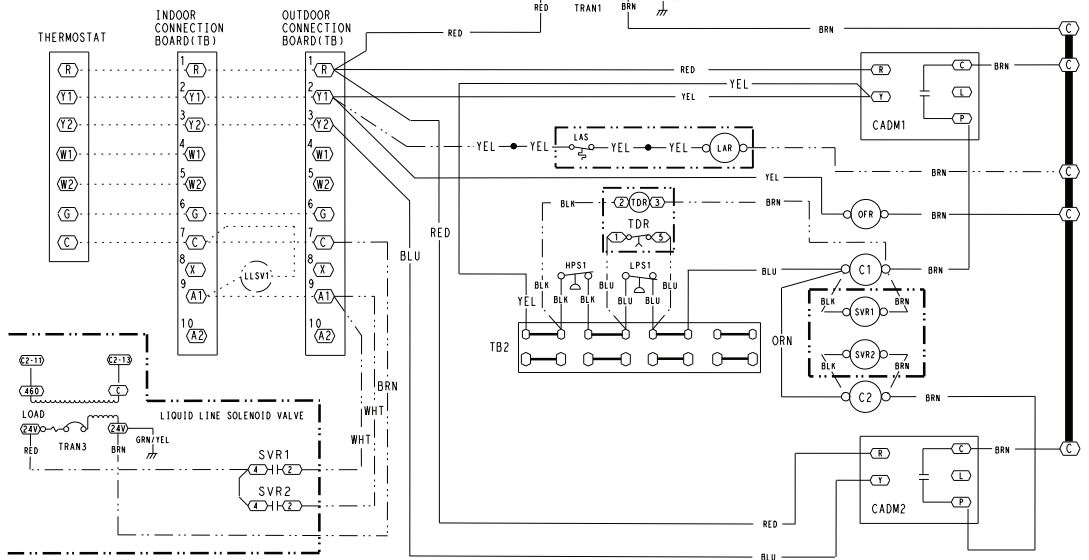 RED TRAN1 BRN
INDOOR CONNECTION BOARD(TB)
OUTDOOR CONNECTION BOARD(TB)
THERMOSTAT
RED
BRN
C
R 1 R 1 R RED R
C BRN C
YEL
Y1 2 Y1 2 Y1 YEL Y
L
Y2 3 Y2 3 Y2
P
CADM1
LAS
YEL YEL YEL YEL LAR
W1 4 W1 4 W1
BRN C
YEL
W2 5 W2 5 W2
2 TDR 3
BLK BRN
G 6 G 6 G
OFR BRN C
TDR
RED
1 5
C 7 C 7 C
BLU
8 X 8 X
HPS1 LPS1
BLU C1 BRN
LLSV1
9 A1 9 A1
YEL BLK BLK BLK BLU BLU BLU BLU
BLK SVR1 BRN
10 A2 10 A2
TB2
ORN
SVR2
BLK BRN
C2-11 C2-13
460 C
BRN
C2 BRN
LOAD
LIQUID LINE SOLENOID VALVE
WHT
24V 24V
TRAN3
GRN/YEL
RED BRN
WHT
SVR1
4 2
SVR2
4 2
R C BRN C
Y L
P
CADM2
RED
BLU